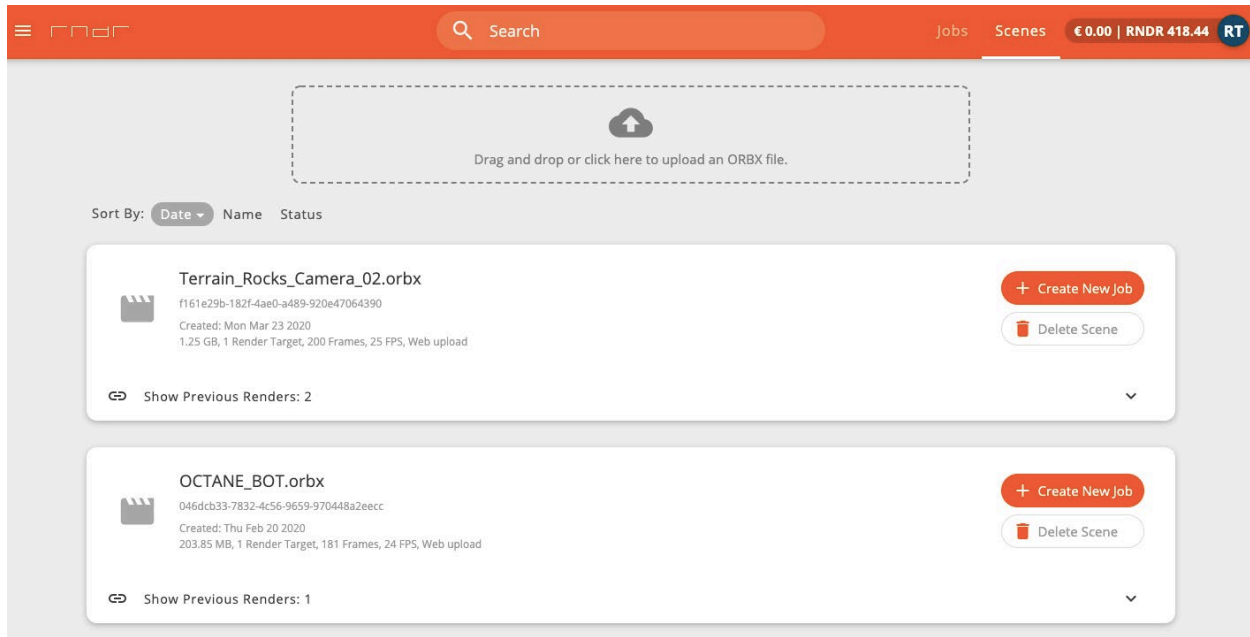 rndr
Search
Jobs Scenes € 0.00 | RNDR 418.44 RT
Drag and drop or click here to upload an ORBX file.
Sort By: Date Name Status
Terrain_Rocks_Camera_02.orbx
f161e29b-182f-4ae0-a489-920e47064390
Created: Mon Mar 23 2020
1.25 GB, 1 Render Target, 200 Frames, 25 FPS, Web upload
+ Create New Job
Delete Scene
Show Previous Renders: 2
OCTANE_BOT.orbx
046dcb33-7832-4c56-9659-970448a2eecc
Created: Thu Feb 20 2020
203.85 MB, 1 Render Target, 181 Frames, 24 FPS, Web upload
+ Create New Job
Delete Scene
Show Previous Renders: 1